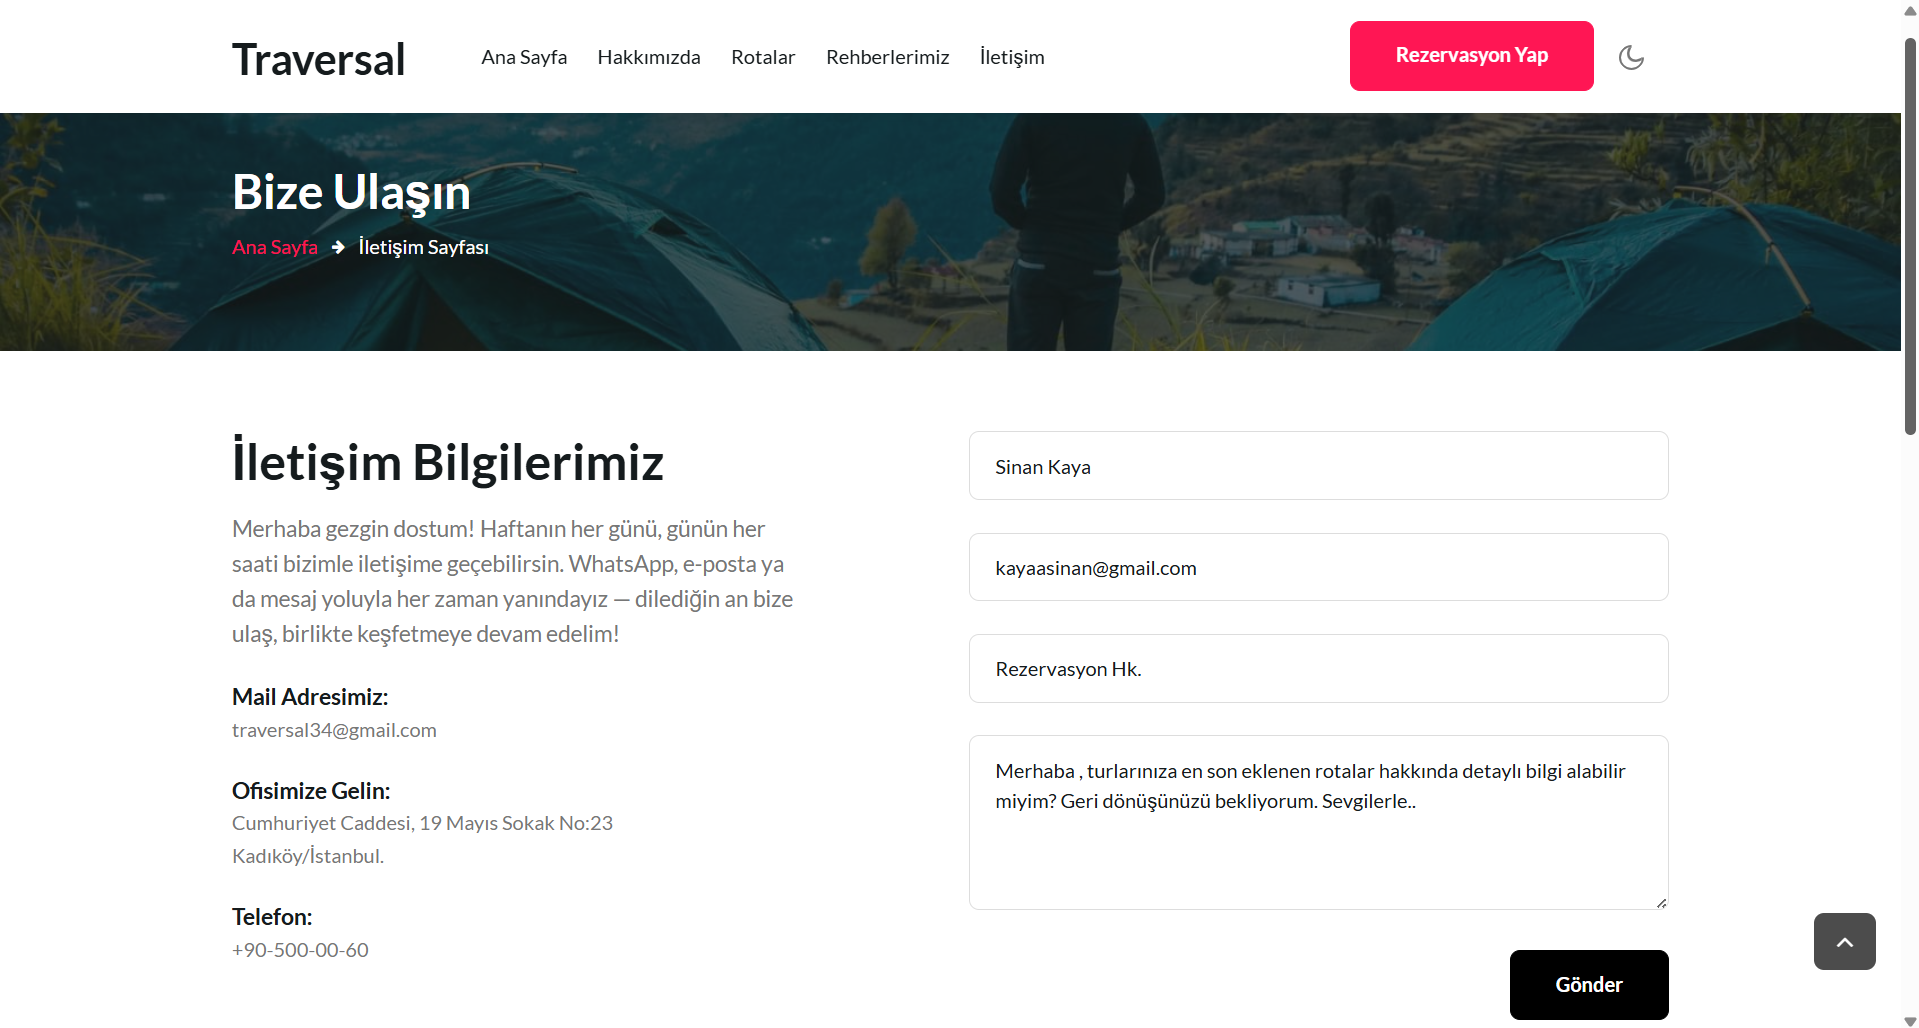 Traversal
Ana Sayfa
Hakkımızda
Rotalar
Rehberlerimiz
İletişim
Rezervasyon Yap
Bize Ulaşın
Ana Sayfa → İletişim Sayfası
İletişim Bilgilerimiz
Merhaba gezgin dostum! Haftanın her günü, günün her
saati bizimle iletişime geçebilirsin. WhatsApp, e-posta ya
da mesaj yoluyla her zaman yanındayız — dilediğin an bize
ulaş, birlikte keşfetmeye devam edelim!
Mail Adresimiz:
traversal34@gmail.com
Ofisimize Gelin:
Cumhuriyet Caddesi, 19 Mayıs Sokak No:23
Kadıköy/İstanbul.
Telefon:
+90-500-00-60
Sinan Kaya
kayaasinan@gmail.com
Rezervasyon Hk.
Merhaba , turlarınıza en son eklenen rotalar hakkında detaylı bilgi alabilir
miyim? Geri dönüşünüzü bekliyorum. Sevgilerle..
Gönder